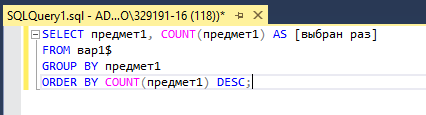 SQLQuery1.sql - AD...O\329191-16 (118))*
SELECT предмет1, COUNT(предмет1) AS [выбран раз]
FROM вар1$
GROUP BY предмет1
ORDER BY COUNT(предмет1) DESC;